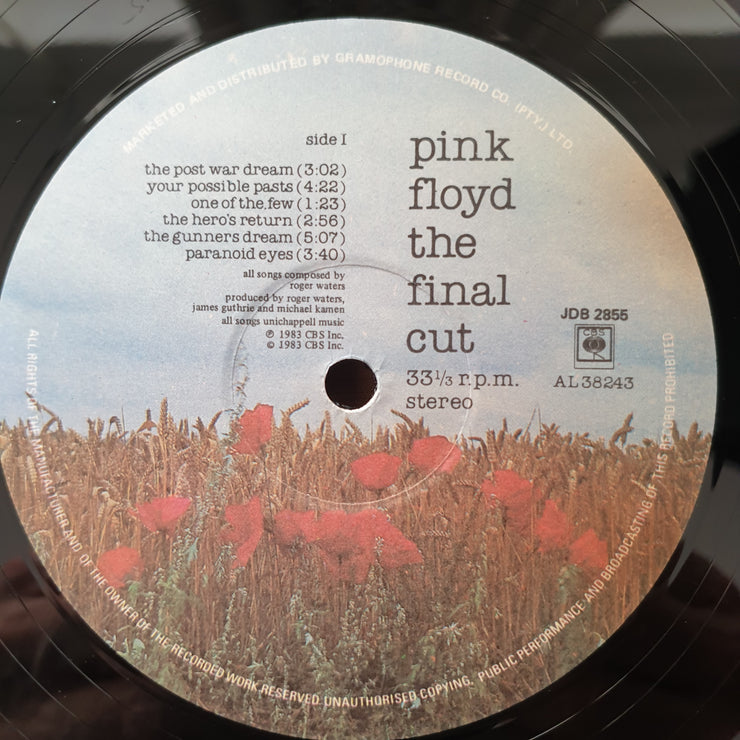 MARKETED AND DISTRIBUTED BY GRAMOPHONE RECORD CO. (PTY.) LTD.
side I
the post war dream (3:02)
your possible pasts (4:22)
one of the few (1:23)
the hero's return (2:56)
the gunners dream (5:07)
paranoid eyes (3:40)
all songs composed by
roger waters
produced by roger waters,
james guthrie and michael kamen
all songs unichappell music
℗ 1983 CBS Inc.
© 1983 CBS Inc.
pink
floyd
the
final
cut
33⅓ r.p.m.
stereo
JDB 2855
CBS
AL 38243
ALL RIGHTS OF THE MANUFACTURER AND OF THE OWNER OF THE RECORDED WORK RESERVED UNAUTHORISED COPYING, PUBLIC PERFORMANCE AND BROADCASTING OF THIS RECORD PROHIBITED